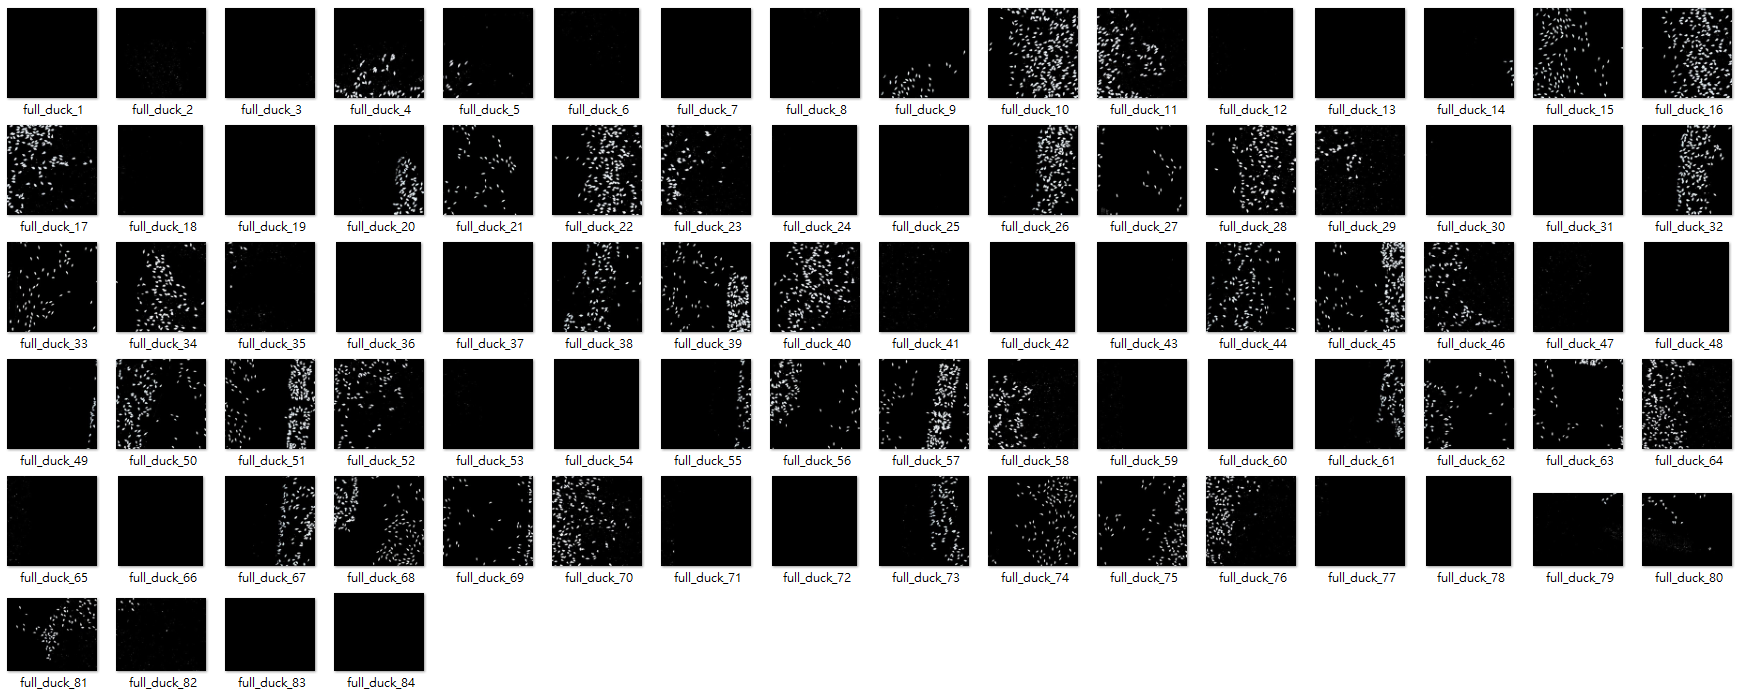 full_duck_1 full_duck_2 full_duck_3 full_duck_4 full_duck_5 full_duck_6 full_duck_7 full_duck_8 full_duck_9 full_duck_10 full_duck_11 full_duck_12 full_duck_13 full_duck_14 full_duck_15 full_duck_16
full_duck_17 full_duck_18 full_duck_19 full_duck_20 full_duck_21 full_duck_22 full_duck_23 full_duck_24 full_duck_25 full_duck_26 full_duck_27 full_duck_28 full_duck_29 full_duck_30 full_duck_31 full_duck_32
full_duck_33 full_duck_34 full_duck_35 full_duck_36 full_duck_37 full_duck_38 full_duck_39 full_duck_40 full_duck_41 full_duck_42 full_duck_43 full_duck_44 full_duck_45 full_duck_46 full_duck_47 full_duck_48
full_duck_49 full_duck_50 full_duck_51 full_duck_52 full_duck_53 full_duck_54 full_duck_55 full_duck_56 full_duck_57 full_duck_58 full_duck_59 full_duck_60 full_duck_61 full_duck_62 full_duck_63 full_duck_64
full_duck_65 full_duck_66 full_duck_67 full_duck_68 full_duck_69 full_duck_70 full_duck_71 full_duck_72 full_duck_73 full_duck_74 full_duck_75 full_duck_76 full_duck_77 full_duck_78 full_duck_79 full_duck_80
full_duck_81 full_duck_82 full_duck_83 full_duck_84